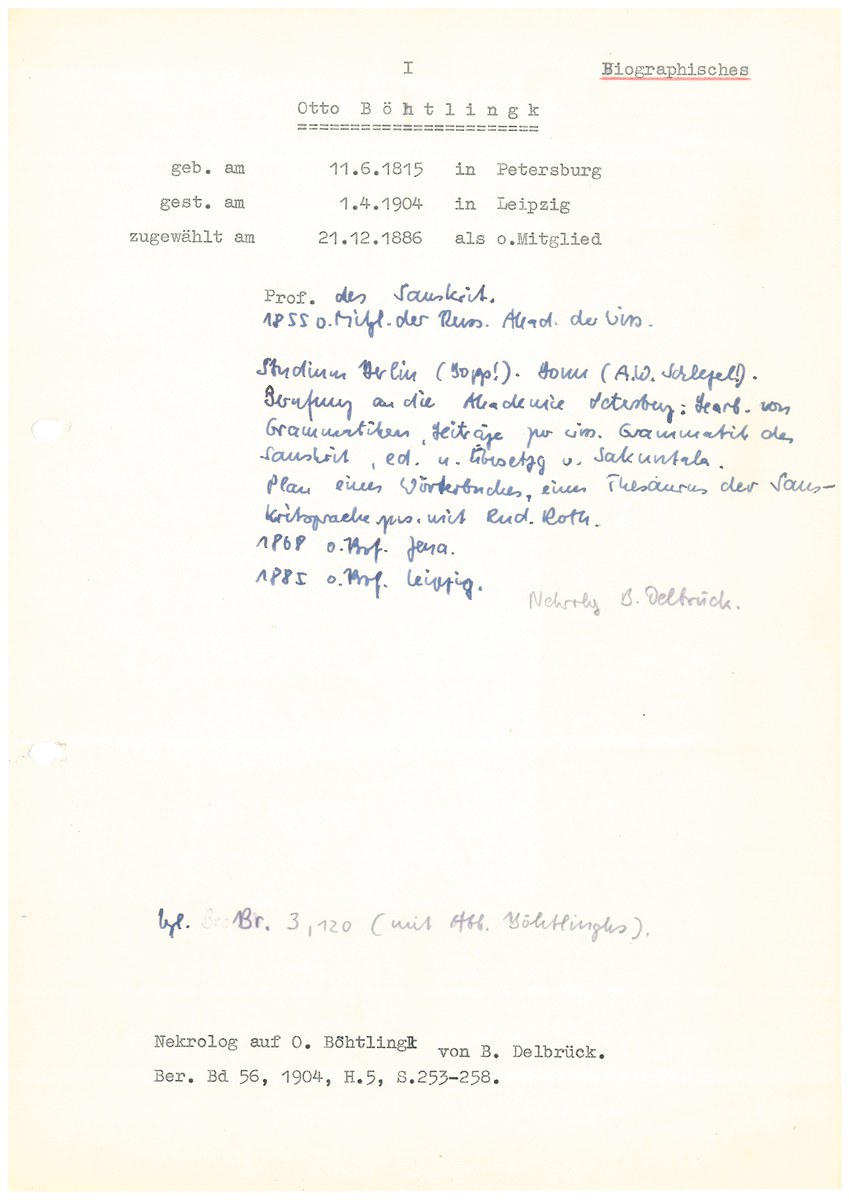 I
Biographisches
Otto Böhtlingk
geb. am 11.6.1815 in Petersburg
gest. am 1.4.1904 in Leipzig
zugewählt am 21.12.1886 als o.Mitglied
Prof. des Sanskrit.
1855 o. Mitgl. der Russ. Akad. der Wiss.
Studium Berlin (Bopp!). Bonn (A.W. Schlegel!).
Berufung an die Akademie Petersburg: Bearb. von
Grammatiken, Beiträge zur wiss. Grammatik des
Sanskrit, ed. u. Übersetzg v. Sakuntala.
Plan eines Wörterbuches, eines Thesaurus der Sans-
kritsprache zus. mit Rud. Roth.
1868 o. Prof. Jena.
1885 o. Prof. Leipzig.
Nekrolog B. Delbrück.
Vgl. Br. 3,120 (mit Abb. Böhtlingks).
Nekrolog auf O. Böhtlingk von B. Delbrück.
Ber. Bd 56, 1904, H.5, S.253-258.